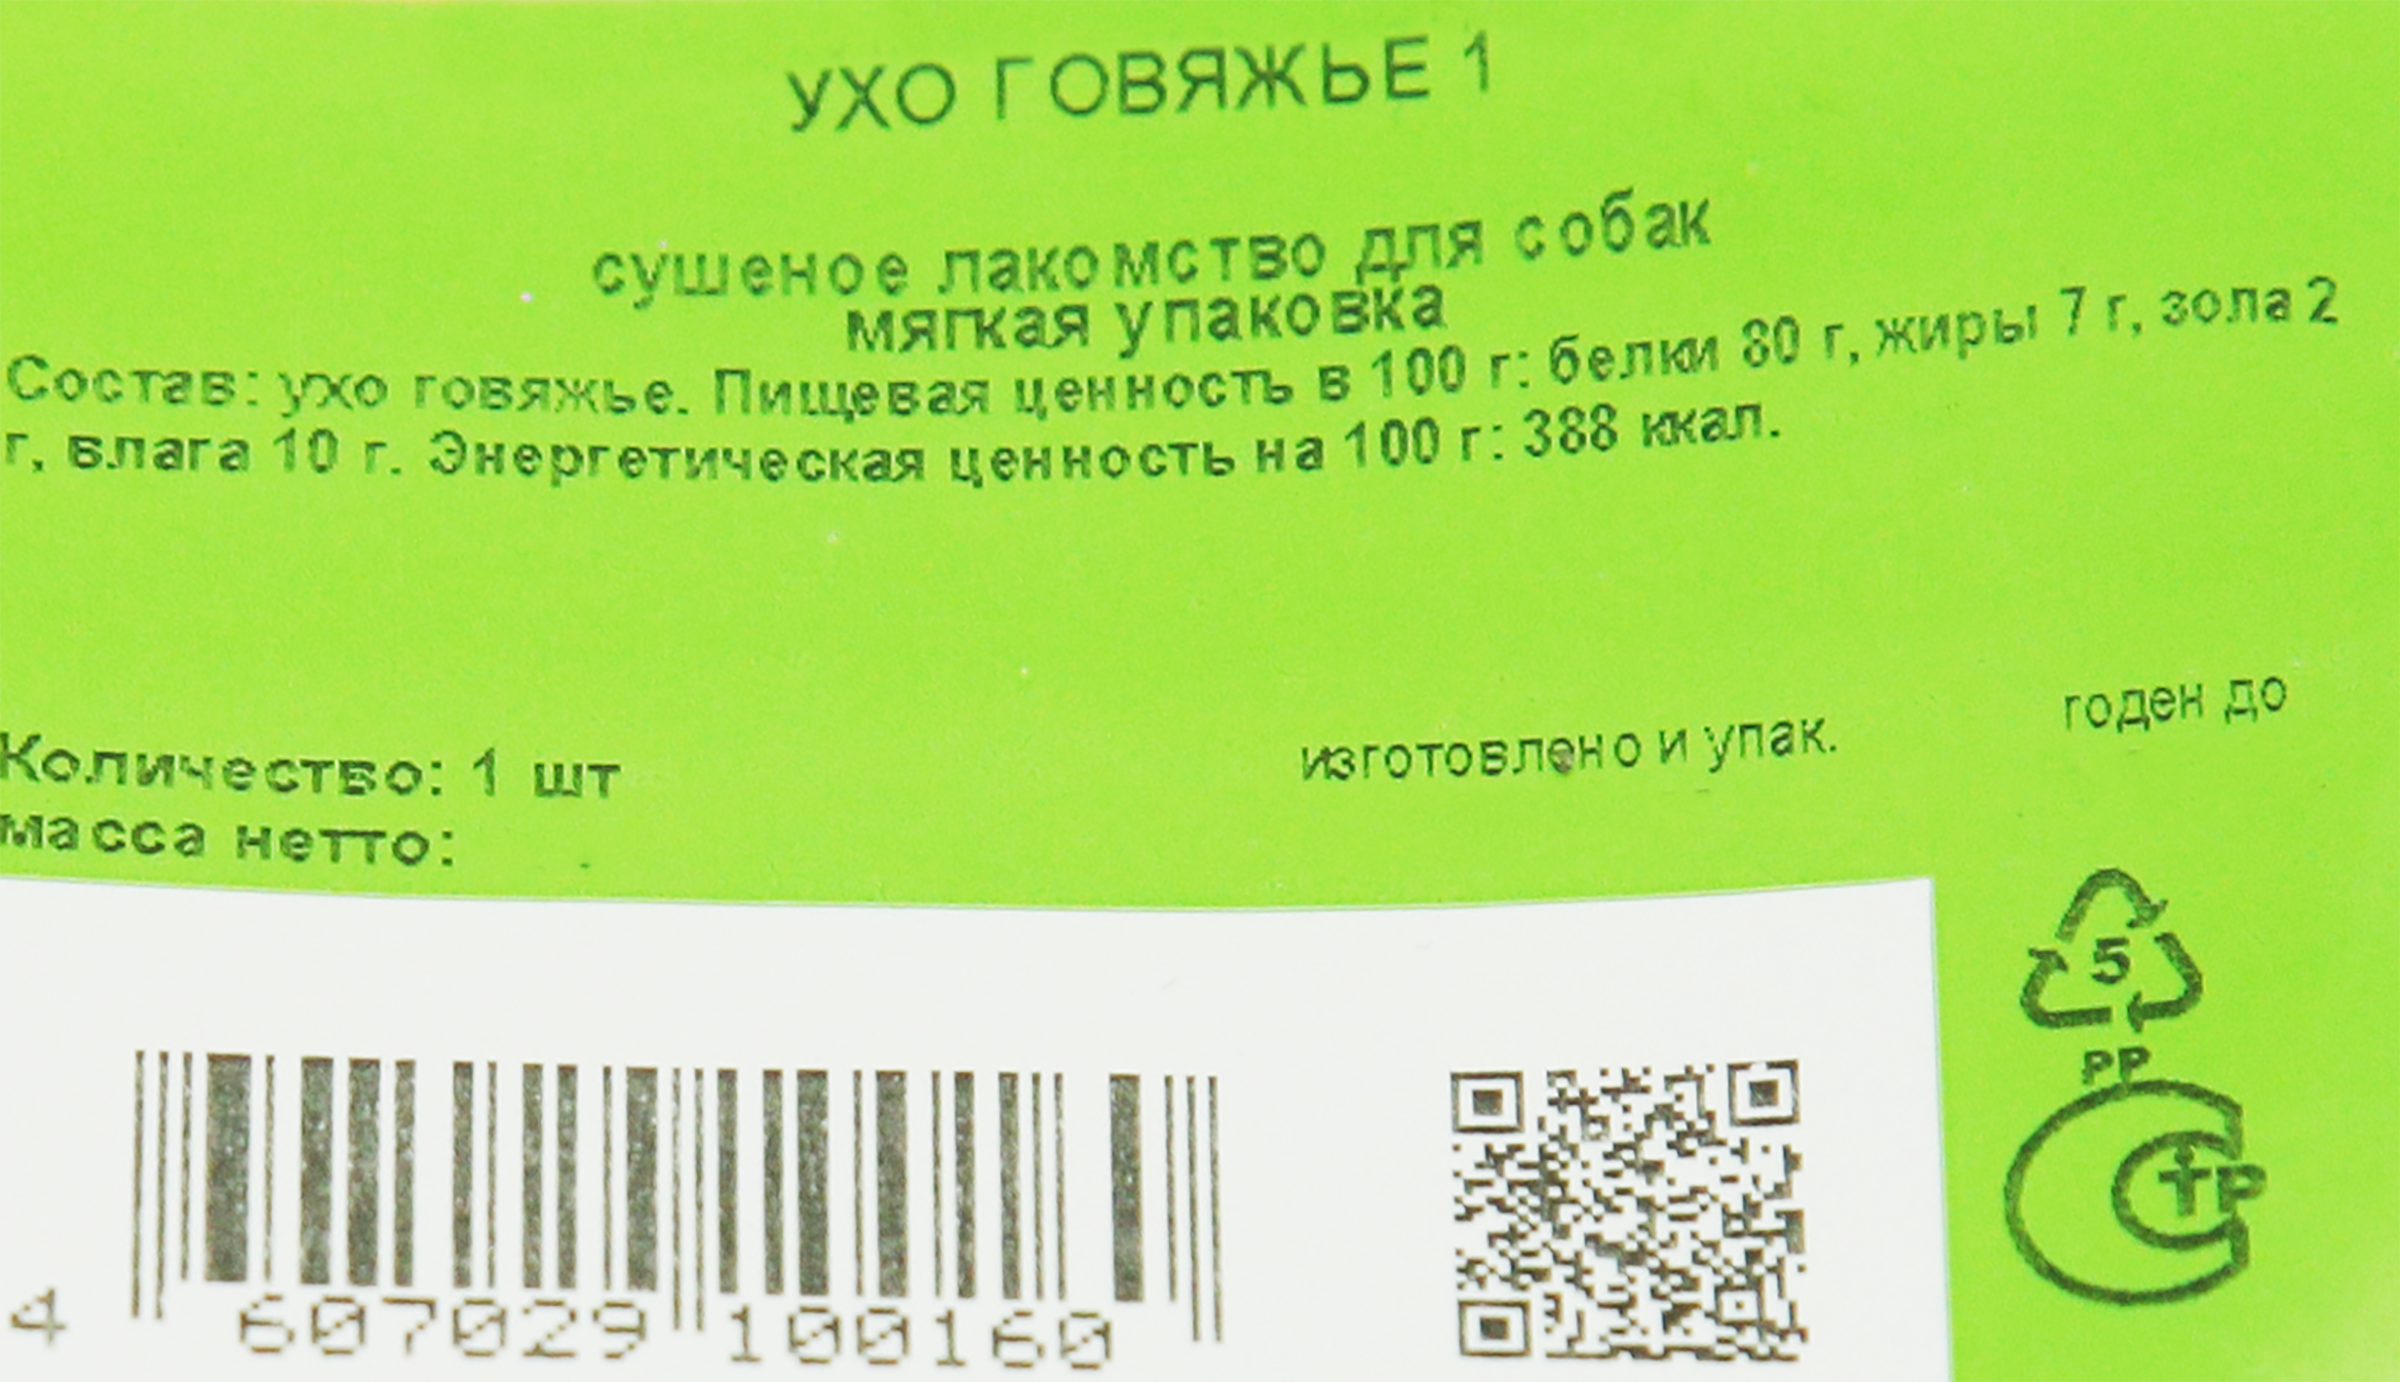 УХО ГОВЯЖЬЕ 1
сушеное лакомство для собак
мягкая упаковка
Состав: ухо говяжье. Пищевая ценность в 100 г: белки 80 г, жиры 7 г, зола 2
г, влага 10 г. Энергетическая ценность на 100 г: 388 ккал.
изготовлено и упак. годен до
Количество: 1 шт
масса нетто:
5
PP
СТР
4 607029 100160